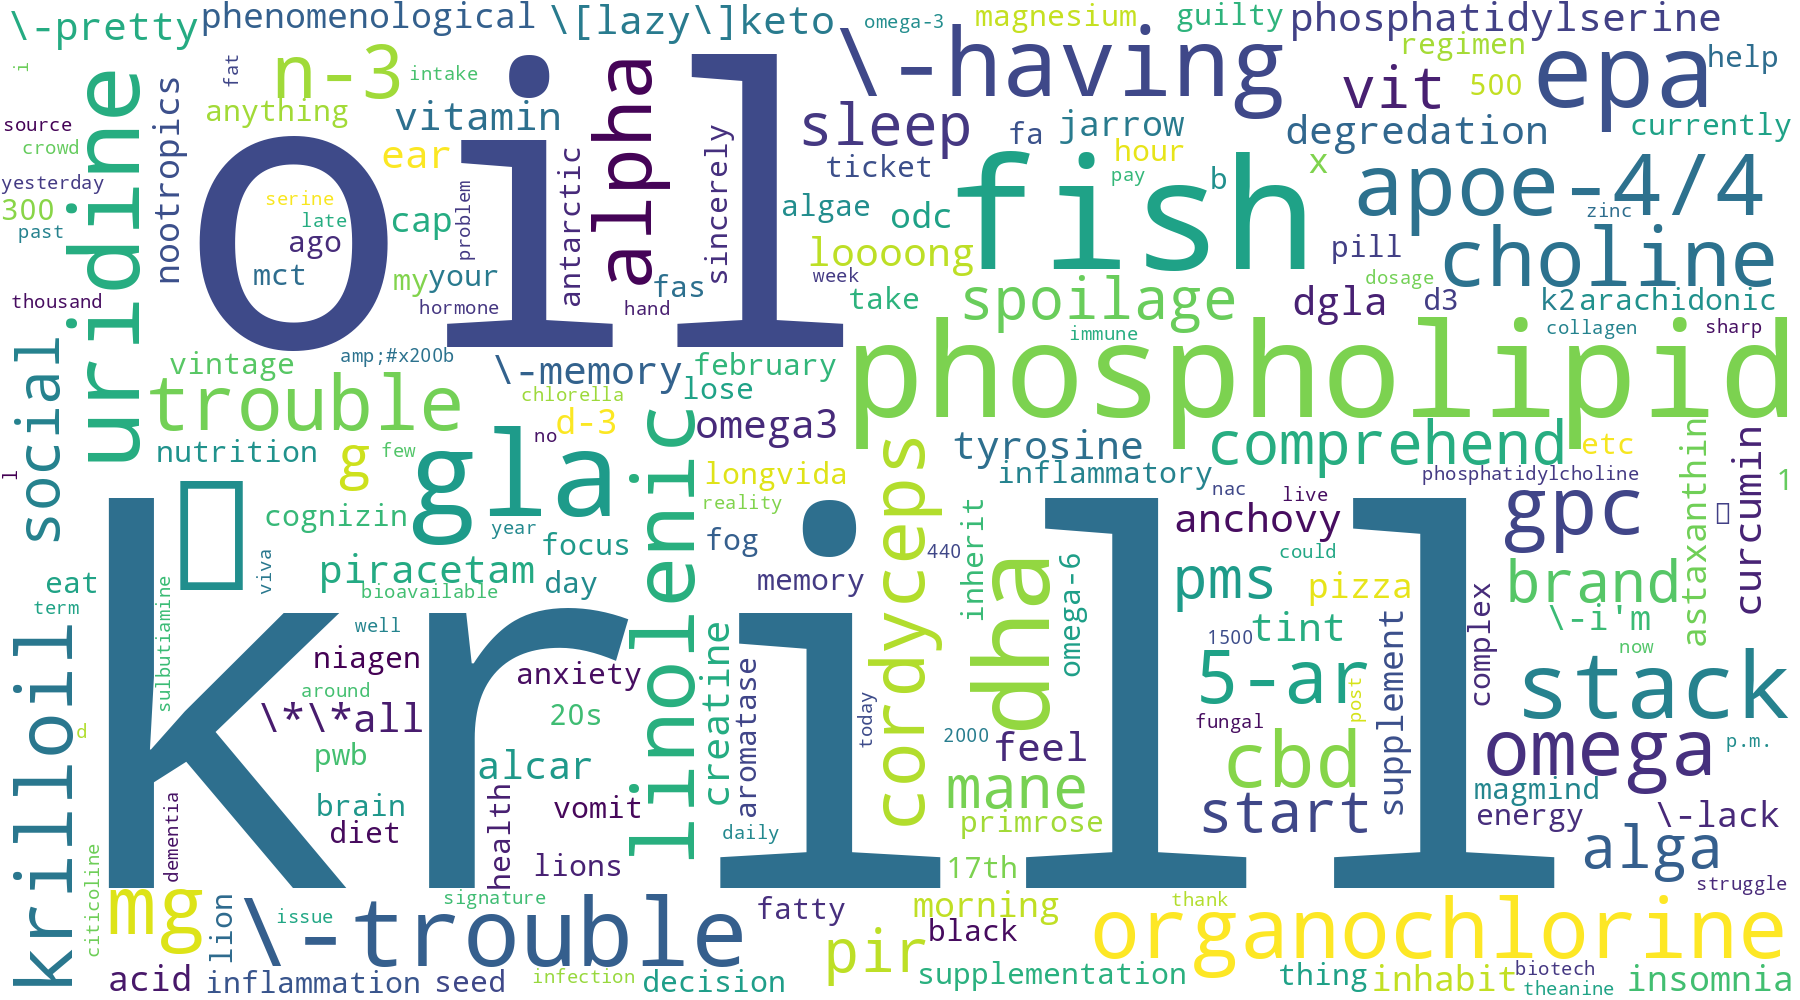 \-pretty
phenomenological
\[lazy\]keto
omega-3
magnesium
guilty
phosphatidylserine
i
fat
n-3
intake
oil
alpha
\-having
regimen
epa
help
vit
500
uridine
nootropics
anything
vitamin
source
crowd
ear
antarctic
sincerely
sleep
fa
jarrow
hour
pay
degredation
currently
ticket
fish
b
x
apoe-4/4
yesterday
300
past
serine
late
ago
mct
cap
problem
my
your
algae
odc
loooong
zinc
pill
choline
thousand
hormone
hand
fas
week
take
spoilage
dosage
dgla
d3
k2
arachidonic
immune
collagen
sharp
social
vintage
amp;#x200b
trouble
\-memory
february
lose
phospholipid
chlorella
nutrition
g
few
gla
no
d-3
linolenic
omega3
cordyceps
tyrosine
comprehend
etc
astaxanthin
curcumin
l
cognizin
year
longvida
reality
inflammatory
nac
live
phosphatidylcholine
1
gpc
anchovy
focus
fog
440
inherit
could
krill
eat
term
sulbutiamine
viva
piracetam
bioavailable
day
memory
dha
omega-6
pms
pizza
brand
\-i'm
krilloil
well
niagen
around
anxiety
creatine
aromatase
1500
tint
complex
now
5-ar
post
supplement
stack
d
\*\*all
20s
today
2000
feel
fungal
omega
p.m.
pwb
alcar
mane
cbd
magmind
brain
diet
dementia
health
vomit
daily
primrose
start
energy
\-lack
citicoline
lions
17th
alga
struggle
mg
lion
signature
issue
\-trouble
fatty
morning
black
thank
organochlorine
acid
inflammation
seed
infection
decision
pir
supplementation
thing
inhabit
biotech
theanine
insomnia